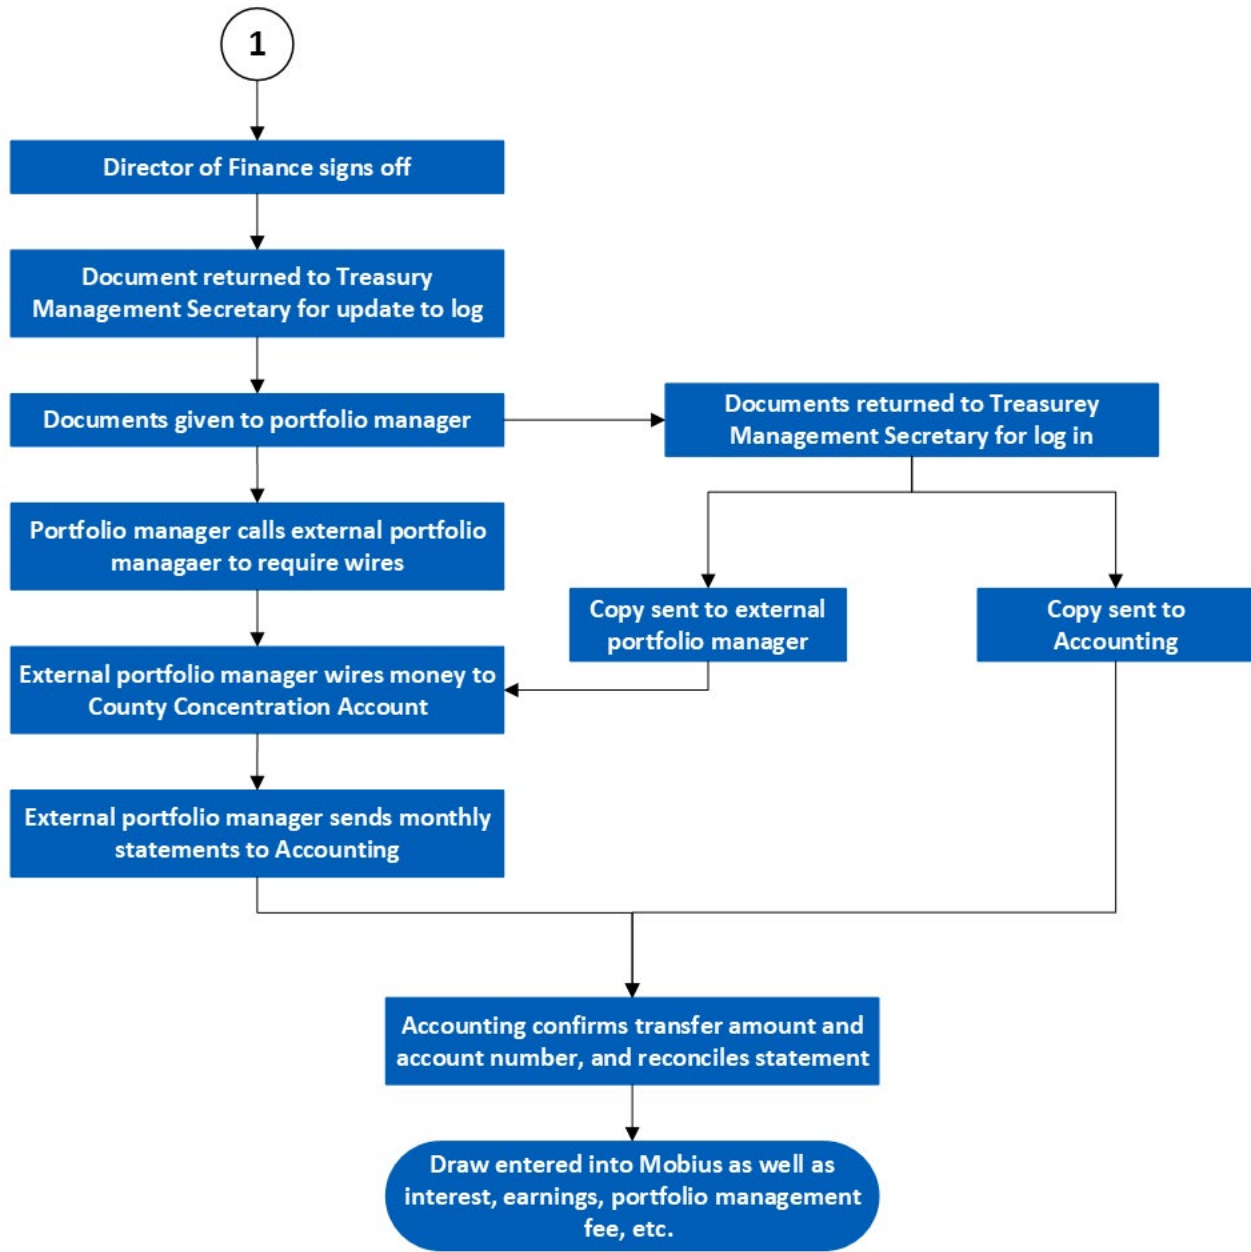 1
Director of Finance signs off
Document returned to Treasury
Management Secretary for update to log
Documents given to portfolio manager
Documents returned to Treasurey
Management Secretary for log in
Portfolio manager calls external portfolio
managaer to require wires
Copy sent to external
portfolio manager
Copy sent to
Accounting
External portfolio manager wires money to
County Concentration Account
External portfolio manager sends monthly
statements to Accounting
Accounting confirms transfer amount and
account number, and reconciles statement
Draw entered into Mobius as well as
interest, earnings, portfolio management
fee, etc.